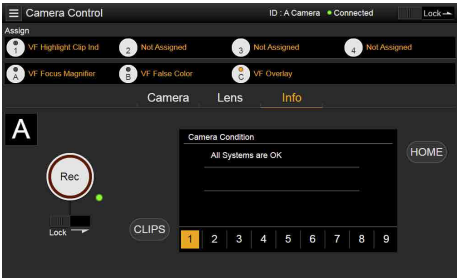 Camera Control
ID : A Camera
Connected
Lock
Assign
1 VF Highlight Clip Ind
2 Not Assigned
3 Not Assigned
4 Not Assigned
A VF Focus Magnifier
B VF False Color
C VF Overlay
Camera Lens Info
A
Camera Condition
All Systems are OK
HOME
Rec
Lock
CLIPS
1 2 3 4 5 6 7 8 9